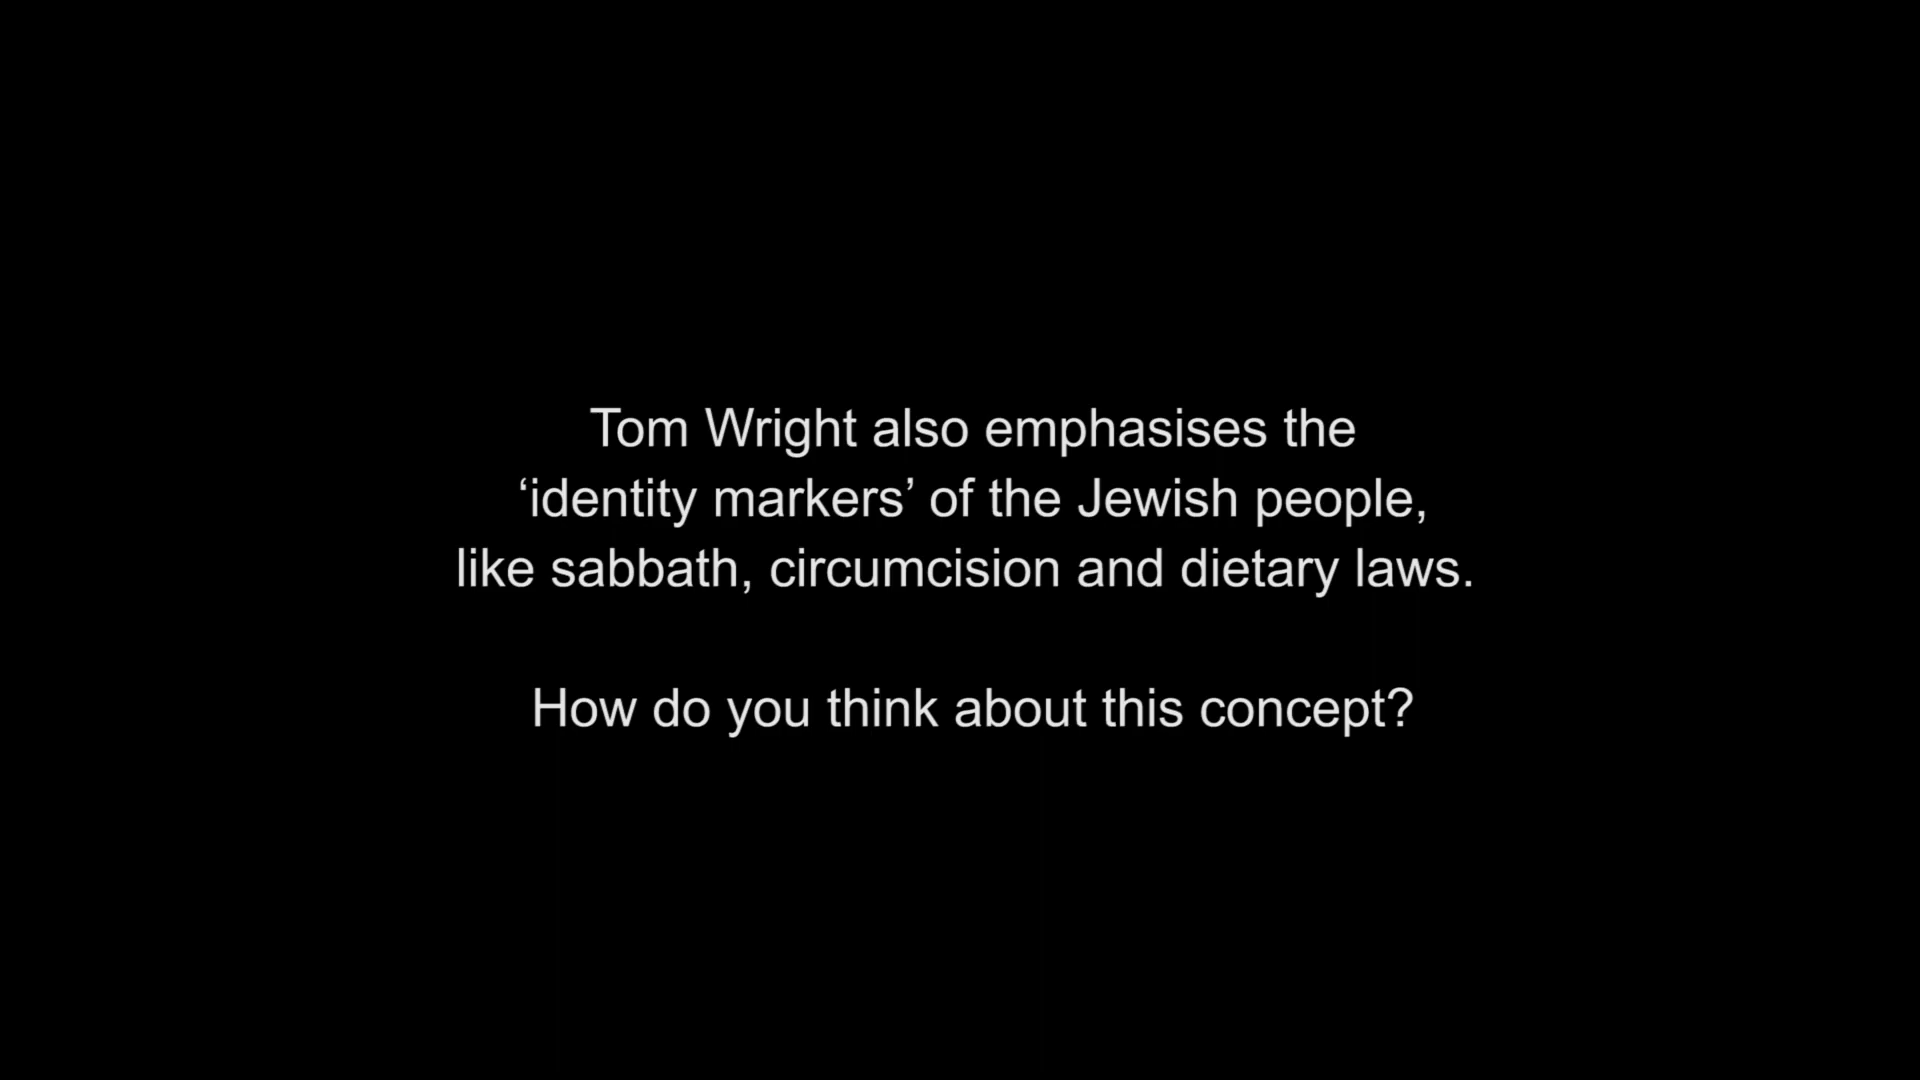 Tom Wright also emphasises the
‘identity markers’ of the Jewish people,
like sabbath, circumcision and dietary laws.
How do you think about this concept?